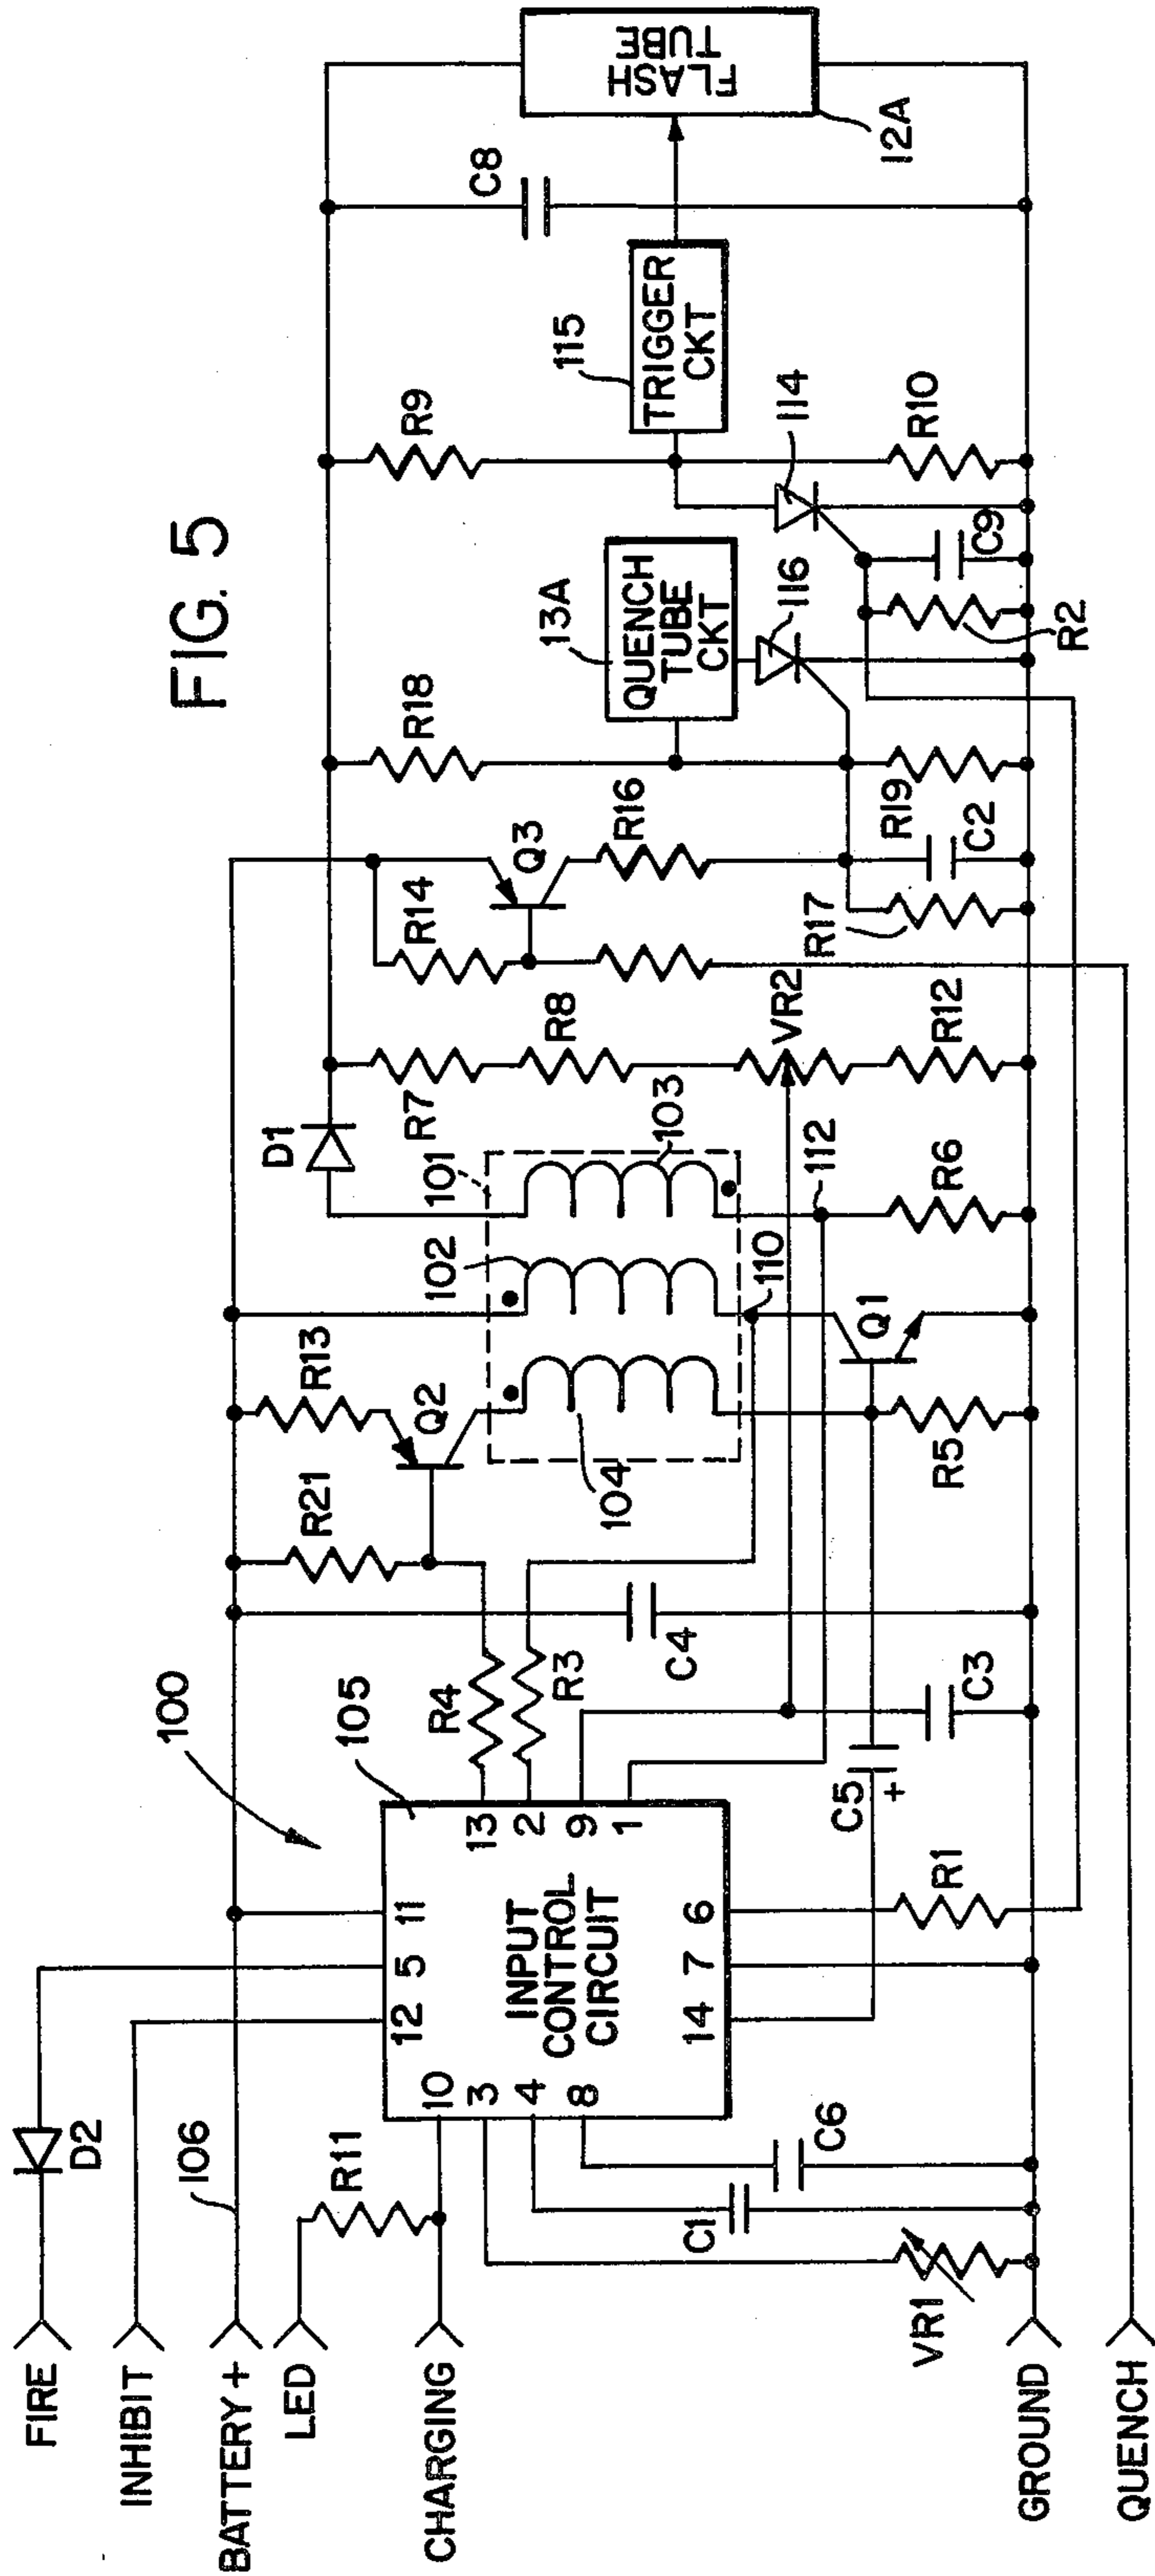 FIG. 5
FIRE
INHIBIT
BATTERY +
LED
CHARGING
GROUND
QUENCH
D2
106
R11
100
105
INPUT
CONTROL
CIRCUIT
12
5
11
10
3
4
8
13
2
9
1
14
7
6
C1
C6
VR1
R1
C5
+
C3
C4
R4
R3
R21
R13
Q2
104
102
101
103
110
112
Q1
R5
R6
D1
R7
R8
VR2
R12
R14
Q3
R16
R17
C2
R19
R18
13A
QUENCH
TUBE
CKT
116
R2
C9
114
R10
R9
115
TRIGGER
CKT
C8
FLASH
TUBE
12A